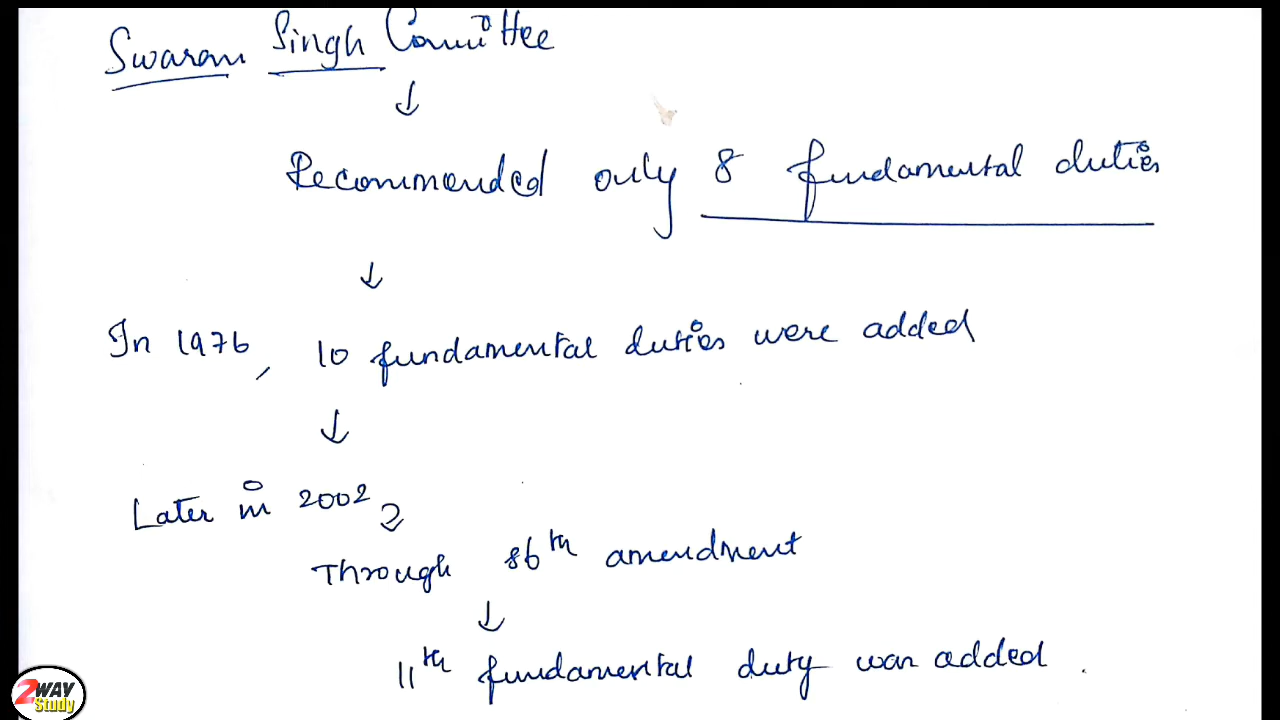 Swaran Singh Committee
↓
Recommended only 8 fundamental duties
↓
In 1976, 10 fundamental duties were added
↓
Later in 2002
Through 86th amendment
↓
11th fundamental duty was added.
2WAY
Study